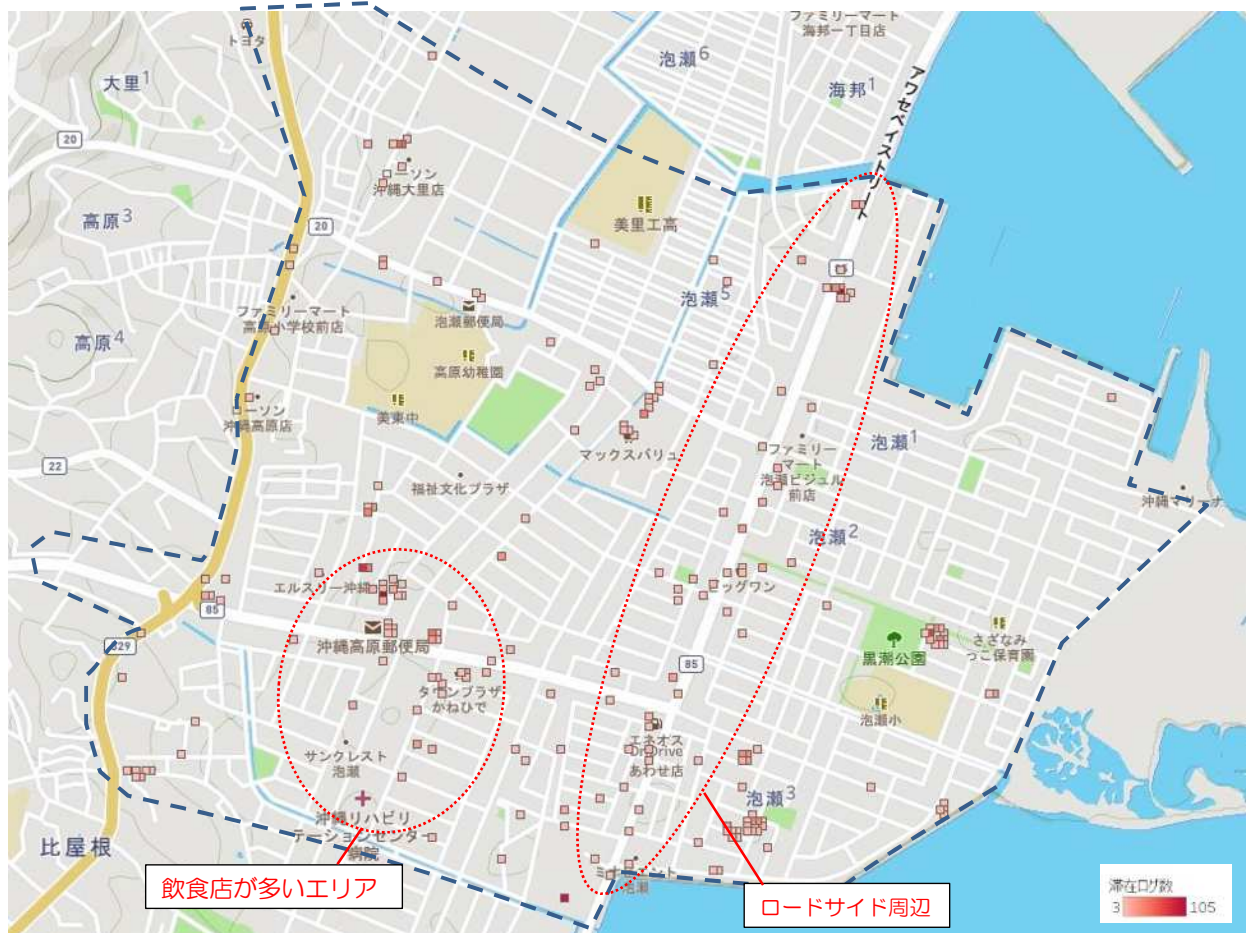 ファミリーマート
海邦一丁目店
トヨタ
泡瀬6
大里1
海邦1
アワセベイストリート
20
ローソン
沖縄大里店
高原3
美里工高
20
85
泡瀬5
ファミリーマート
高原小学校前店
泡瀬郵便局
高原4
高原幼稚園
ローソン
沖縄高原店
美東中
マックスバリュ
泡瀬1
ファミリー
マート
泡瀬ビジュル
前店
22
福祉文化プラザ
沖縄マリーナ
泡瀬2
エルスリー沖縄
ビッグワン
85
329
沖縄高原郵便局
黒潮公園
さざなみ
っこ保育園
85
タウンプラザ
かねひで
泡瀬小
エネオス
DrDrive
あわせ店
サンクレスト
泡瀬
泡瀬3
沖縄リハビリ
テーションセンター
病院
比屋根
飲食店が多いエリア
ロードサイド周辺
滞在ログ数
3
105